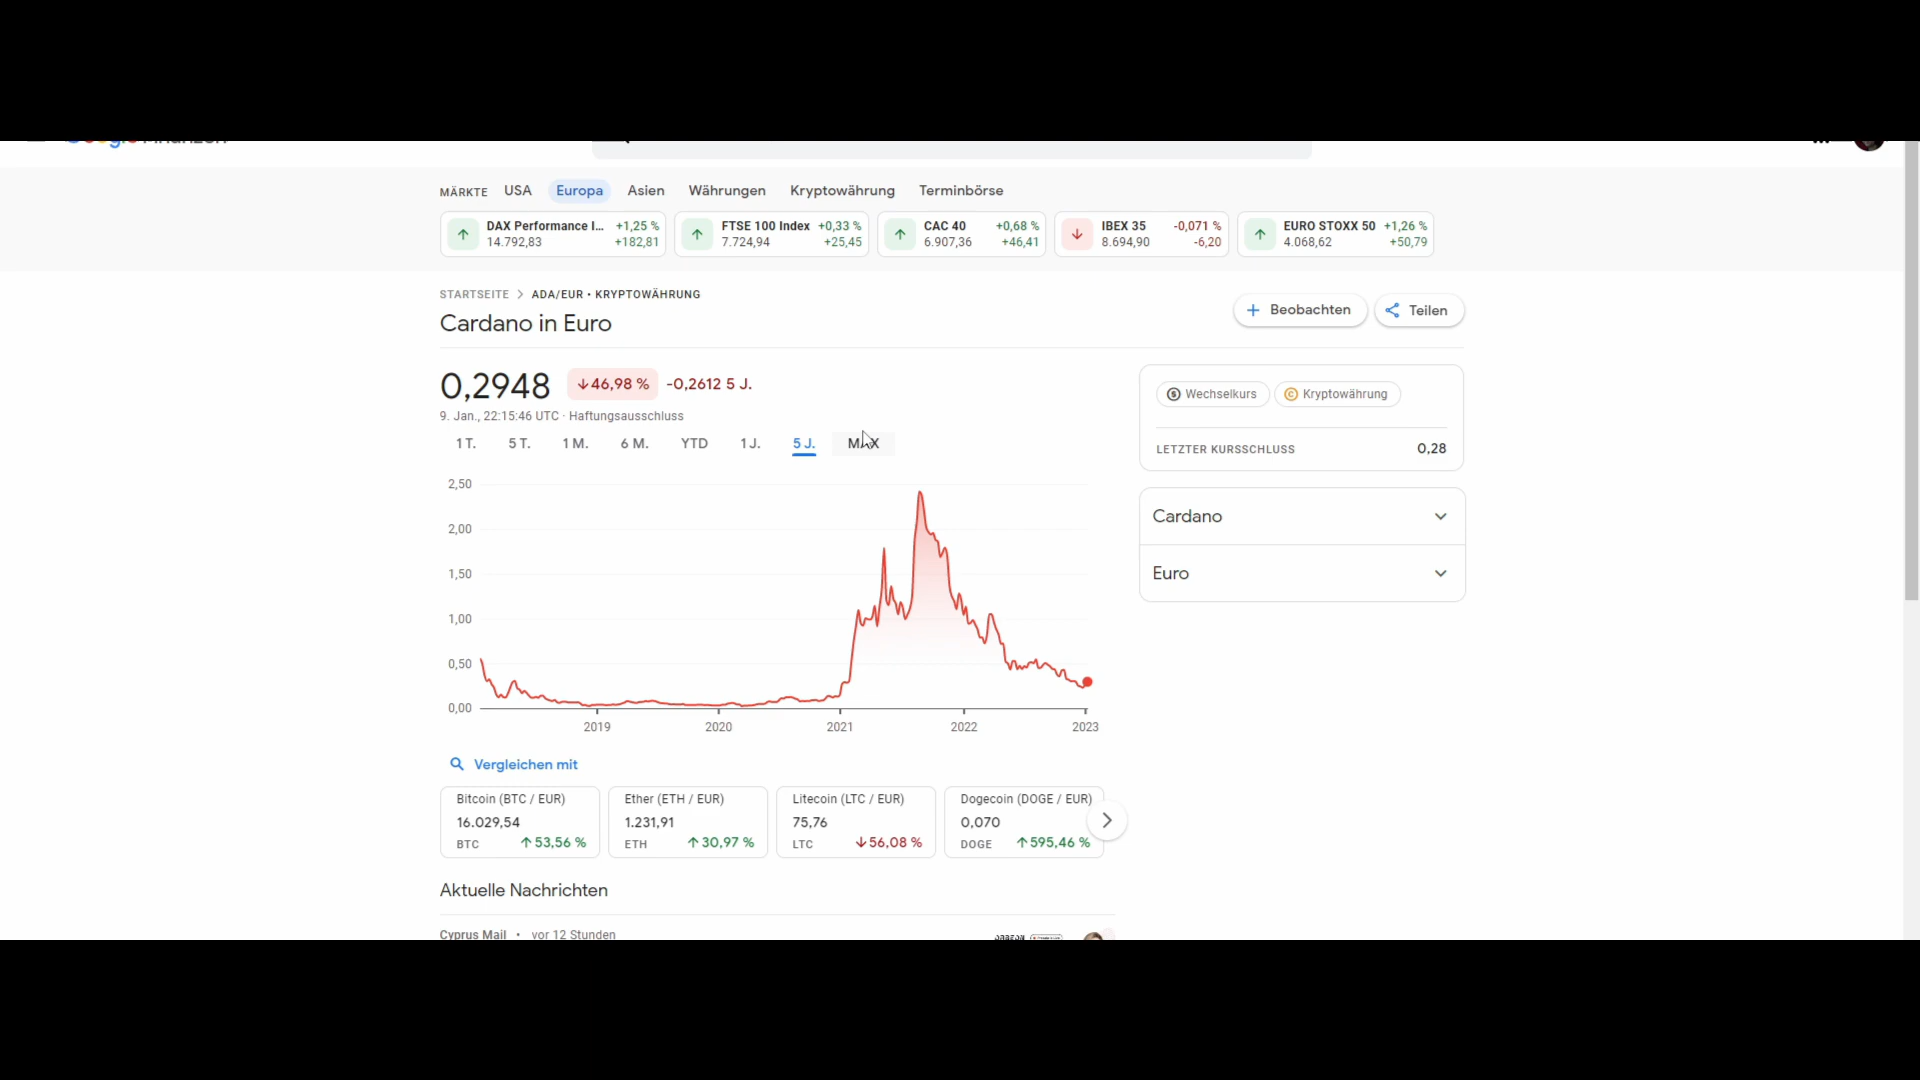 MÄRKTE USA Europa Asien Währungen Kryptowährung Terminbörse
DAX Performance I... +1,25 %
14.792,83 +182,81
FTSE 100 Index +0,33 %
7.724,94 +25,45
CAC 40 +0,68 %
6.907,36 +46,41
IBEX 35 -0,071 %
8.694,90 -6,20
EURO STOXX 50 +1,26 %
4.068,62 +50,79
STARTSEITE > ADA/EUR • KRYPTOWÄHRUNG
Cardano in Euro
+ Beobachten
Teilen
0,2948 ↓46,98 % -0,2612 5 J.
9. Jan., 22:15:46 UTC · Haftungsausschluss
1 T. 5 T. 1 M. 6 M. YTD 1 J. 5 J. MAX
2,50
2,00
1,50
1,00
0,50
0,00
2019 2020 2021 2022 2023
Wechselkurs
Kryptowährung
LETZTER KURSSCHLUSS 0,28
Cardano
Euro
Vergleichen mit
Bitcoin (BTC / EUR)
16.029,54
BTC ↑53,56 %
Ether (ETH / EUR)
1.231,91
ETH ↑30,97 %
Litecoin (LTC / EUR)
75,76
LTC ↓56,08 %
Dogecoin (DOGE / EUR)
0,070
DOGE ↑595,46 %
Aktuelle Nachrichten
Cyprus Mail • vor 12 Stunden